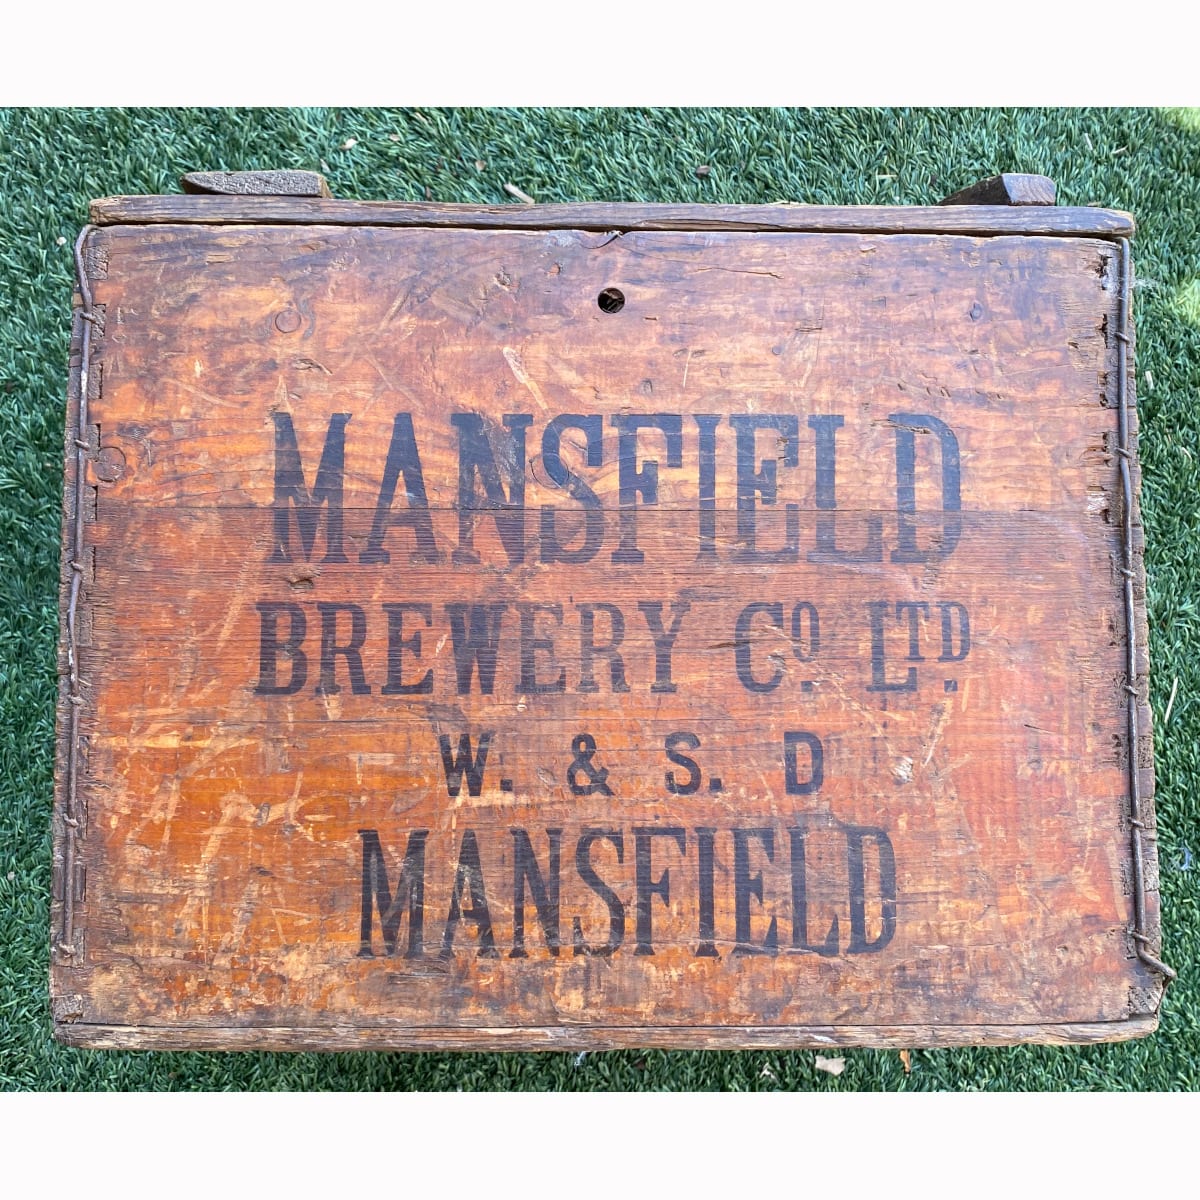 MANSFIELD
BREWERY Co. LTD.
W. & S. D
MANSFIELD